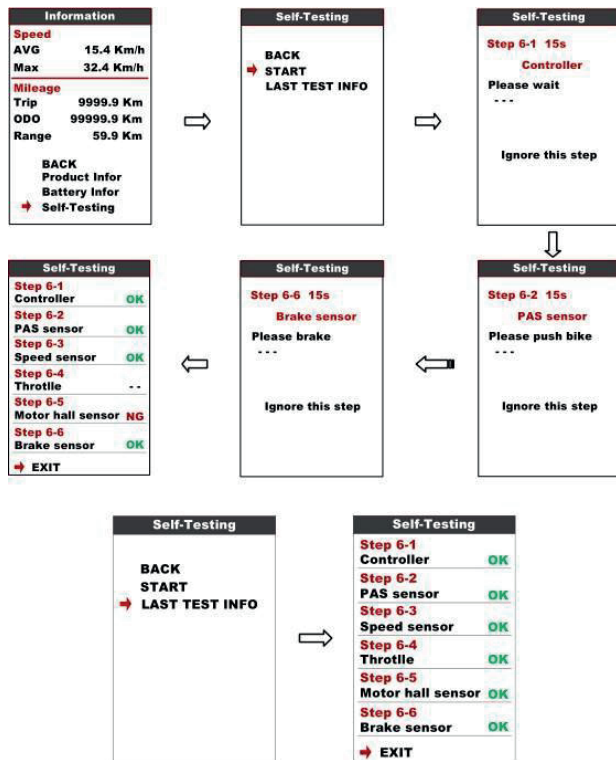 Information
Speed
AVG 15.4 Km/h
Max 32.4 Km/h
Mileage
Trip 9999.9 Km
ODO 99999.9 Km
Range 59.9 Km
BACK
Product Infor
Battery Infor
Self-Testing
Self-Testing
BACK
START
LAST TEST INFO
Self-Testing
Step 6-1 15s
Controller
Please wait
- - -
Ignore this step
Self-Testing
Step 6-2 15s
PAS sensor
Please push bike
- - -
Ignore this step
Self-Testing
Step 6-6 15s
Brake sensor
Please brake
- - -
Ignore this step
Self-Testing
Step 6-1
Controller OK
Step 6-2
PAS sensor OK
Step 6-3
Speed sensor OK
Step 6-4
Throtlle - -
Step 6-5
Motor hall sensor NG
Step 6-6
Brake sensor OK
EXIT
Self-Testing
BACK
START
LAST TEST INFO
Self-Testing
Step 6-1
Controller OK
Step 6-2
PAS sensor OK
Step 6-3
Speed sensor OK
Step 6-4
Throtlle OK
Step 6-5
Motor hall sensor OK
Step 6-6
Brake sensor OK
EXIT